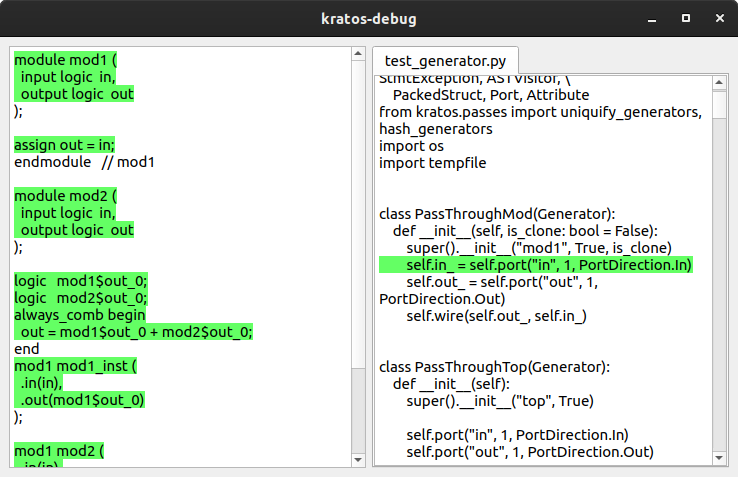 kratos-debug
module mod1 (
  input logic  in,
  output logic  out
);

assign out = in;
endmodule   // mod1

module mod2 (
  input logic  in,
  output logic  out
);

logic   mod1$out_0;
logic   mod2$out_0;
always_comb begin
  out = mod1$out_0 + mod2$out_0;
end
mod1 mod1_inst (
  .in(in),
  .out(mod1$out_0)
);

mod1 mod2 (
  .in(in)
test_generator.py
StmtException, ASTVisitor, \
    PackedStruct, Port, Attribute
from kratos.passes import uniquify_generators,
hash_generators
import os
import tempfile

class PassThroughMod(Generator):
    def __init__(self, is_clone: bool = False):
        super().__init__("mod1", True, is_clone)
        self.in_ = self.port("in", 1, PortDirection.In)
        self.out_ = self.port("out", 1,
PortDirection.Out)
        self.wire(self.out_, self.in_)

class PassThroughTop(Generator):
    def __init__(self):
        super().__init__("top", True)

        self.port("in", 1, PortDirection.In)
        self.port("out", 1, PortDirection.Out)